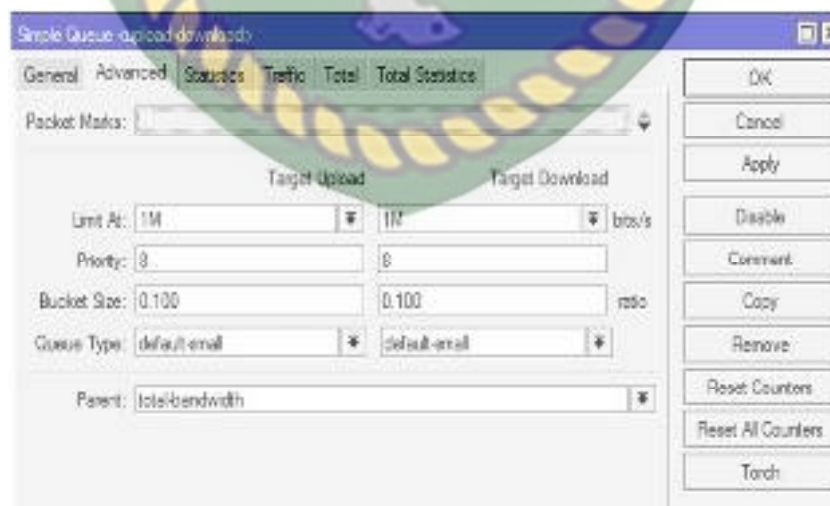 Simple Queue <upload-download>
General Advanced Statistics Traffic Total Total Statistics
Packet Marks:
Target Upload Target Download
Limit At: 1M 1M bits/s
Priority: 8 8
Bucket Size: 0.100 0.100 ratio
Queue Type: default-small default-small
Parent: total-bandwidth
OK
Cancel
Apply
Disable
Comment
Copy
Remove
Reset Counters
Reset All Counters
Torch